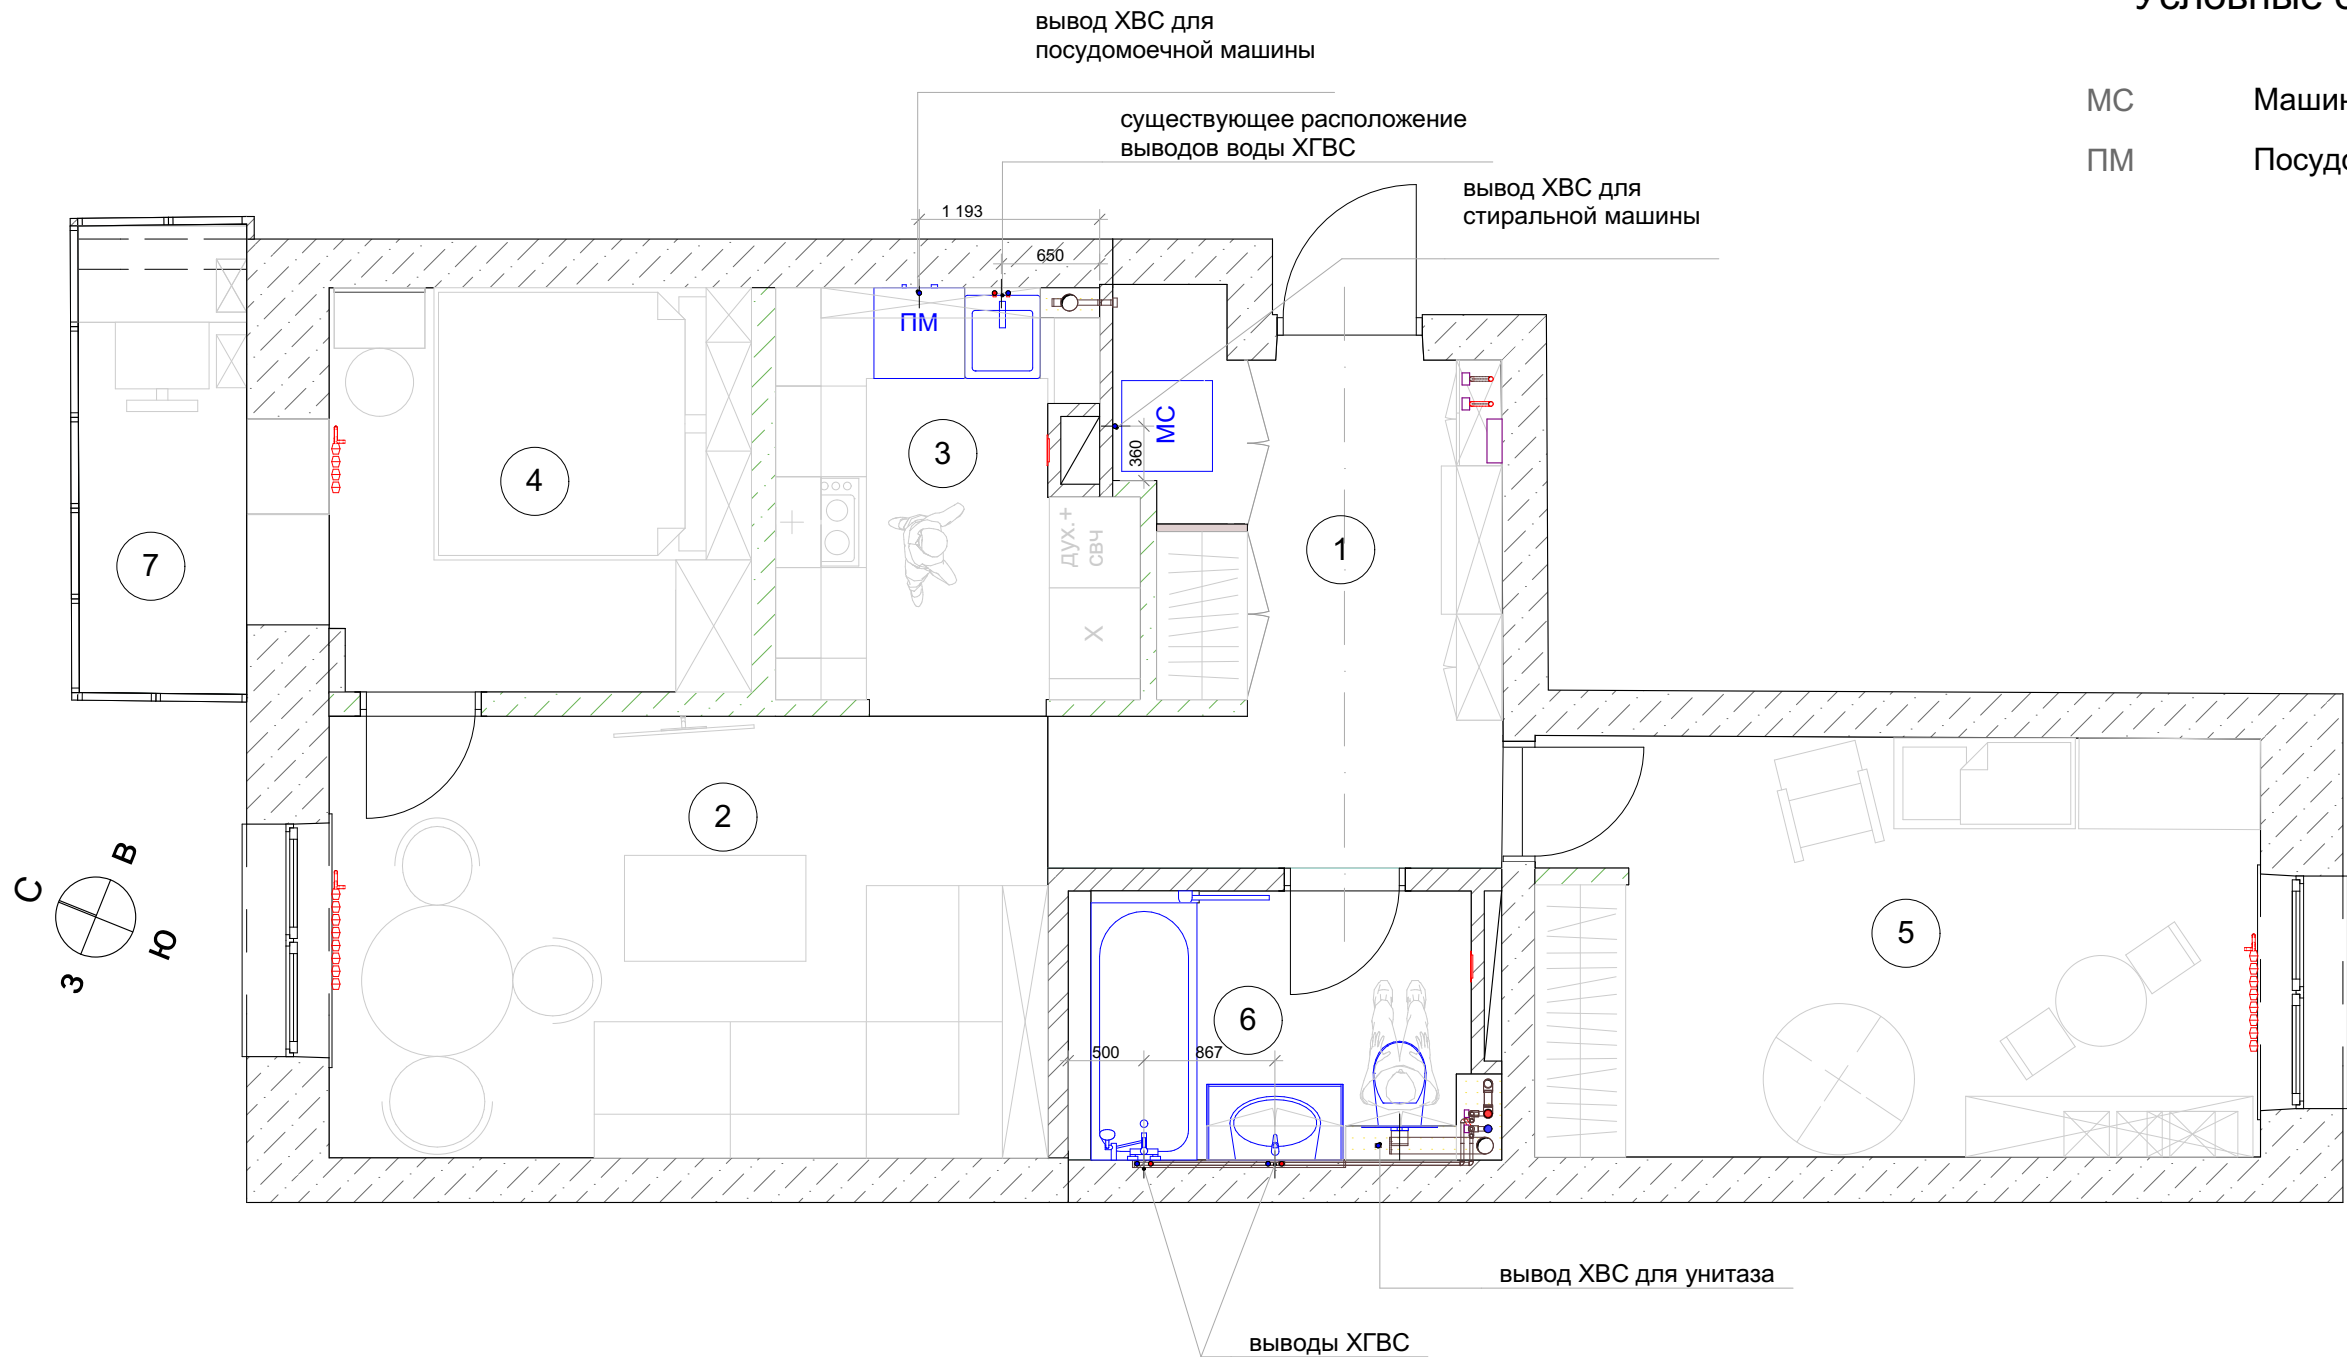 вывод ХВС для
посудомоечной машины
существующее расположение
выводов воды ХГВС
вывод ХВС для
стиральной машины
МС
ПМ
1 193
650
ПМ
МС
360
3
4
7
1
дух.+
свч
Х
2
5
6
С
В
Ю
З
500
867
вывод ХВС для унитаза
выводы ХГВС